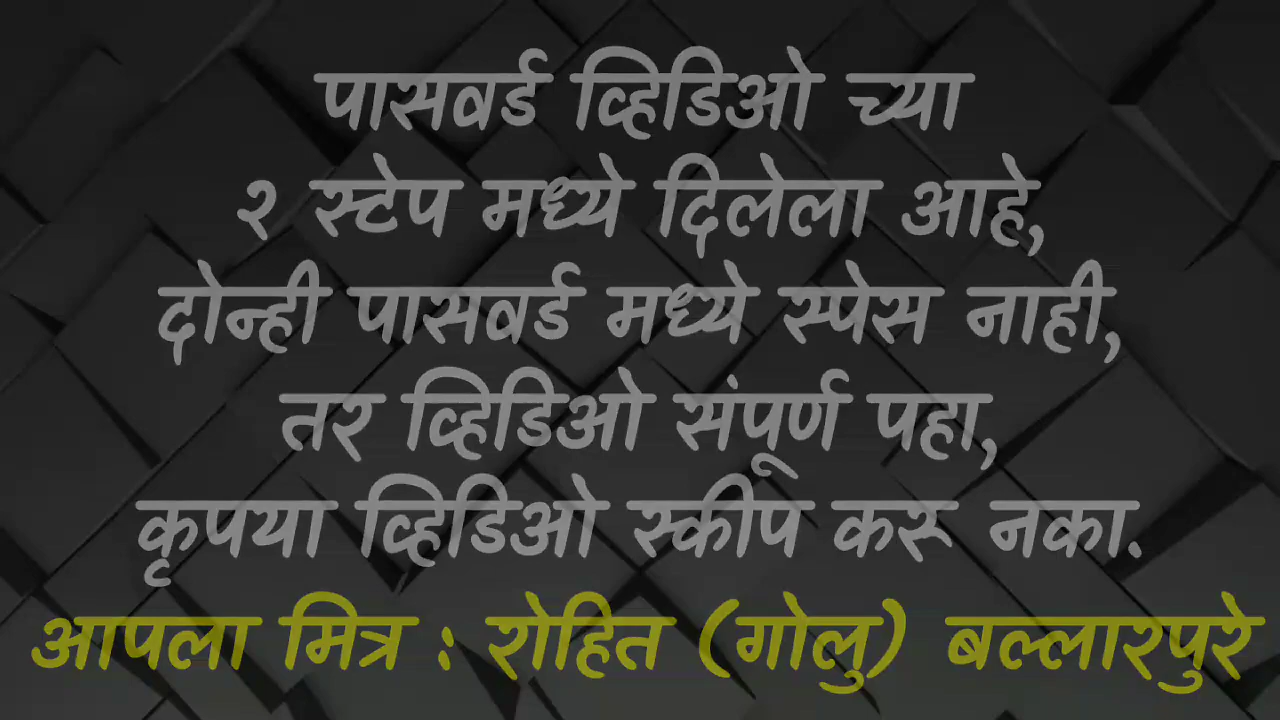 पासवर्ड व्हिडिओ च्या
२ स्टेप मध्ये दिलेला आहे,
दोन्ही पासवर्ड मध्ये स्पेस नाही,
तर व्हिडिओ संपूर्ण पहा,
कृपया व्हिडिओ स्कीप करू नका.
आपला मित्र : रोहित (गोलु) बल्लारपुरे